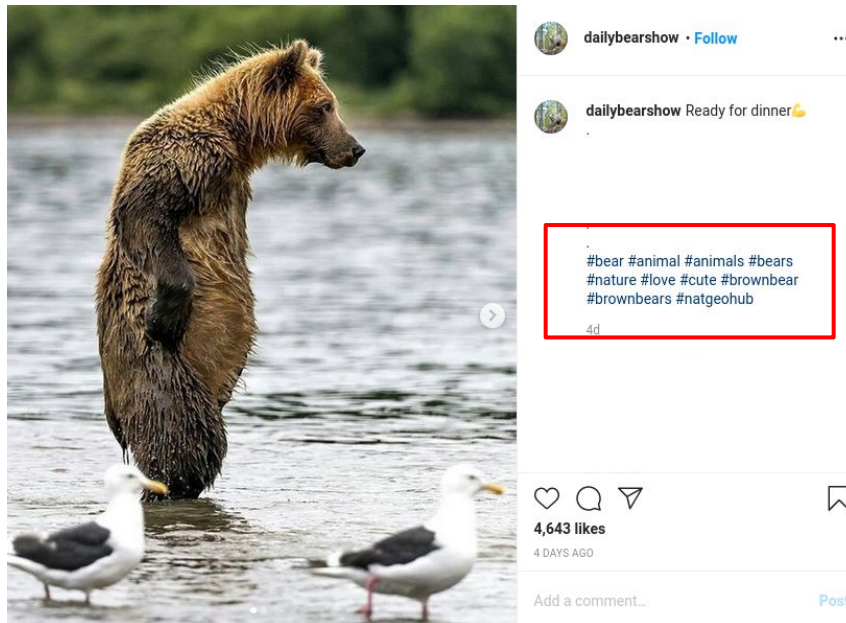 dailybearshow • Follow ...
dailybearshow Ready for dinner💪
.
.
.
#bear #animal #animals #bears
#nature #love #cute #brownbear
#brownbears #natgeohub
4d
4,643 likes
4 DAYS AGO
Add a comment... Post